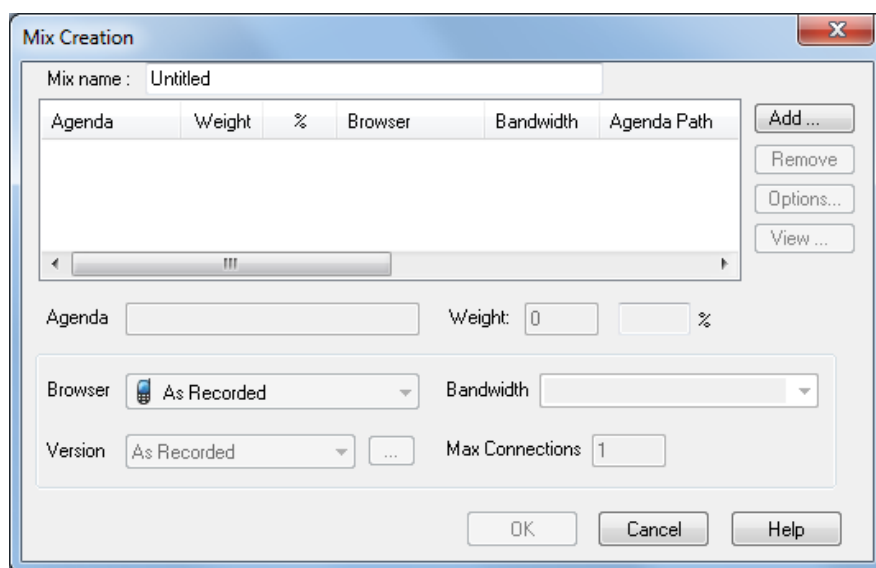 Mix Creation
Mix name : Untitled
Agenda Weight % Browser Bandwidth Agenda Path
Add ...
Remove
Options...
View ...
Agenda Weight: 0 %
Browser As Recorded Bandwidth
Version As Recorded ... Max Connections 1
OK Cancel Help